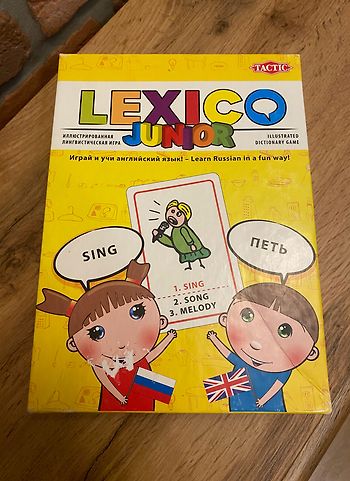 TACTIC
LEXICO
JUNIOR
ИЛЛЮСТРИРОВАННАЯ
ЛИНГВИСТИЧЕСКАЯ ИГРА
ILLUSTRATED
DICTIONARY GAME
Играй и учи английский язык! – Learn Russian in a fun way!
SING
ПЕТЬ
1. SING
2. SONG
3. MELODY